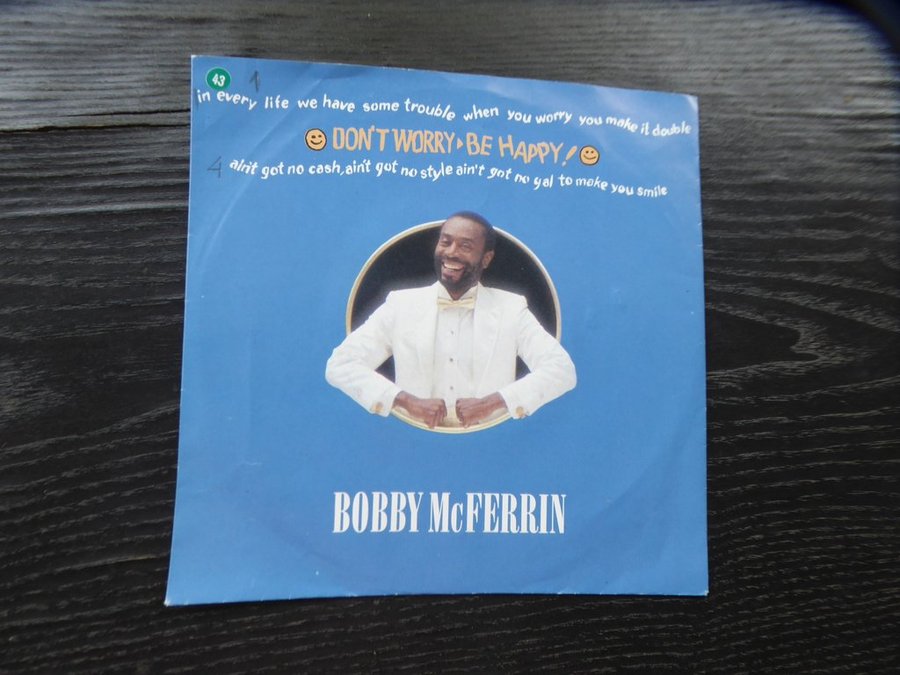 43
1
in every life we have some trouble when you worry you make it double
DON'T WORRY BE HAPPY!
4
ain't got no cash, ain't got no style ain't got no gal to make you smile
BOBBY McFERRIN